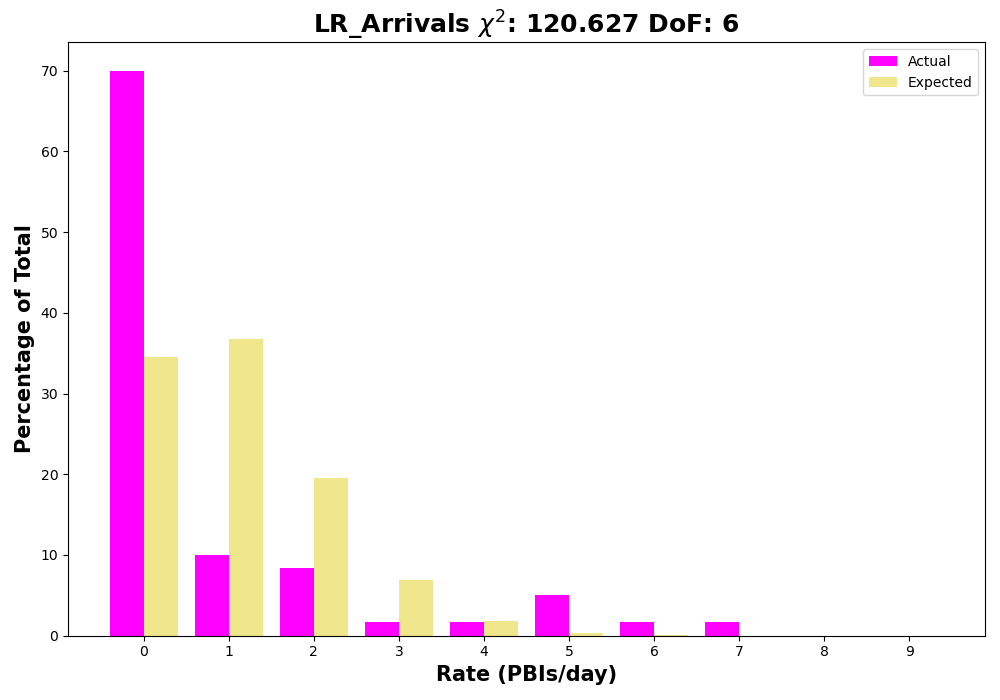 LR_Arrivals χ²: 120.627 DoF: 6
Actual
Expected
Percentage of Total
70
60
50
40
30
20
10
0
0 1 2 3 4 5 6 7 8 9
Rate (PBIs/day)